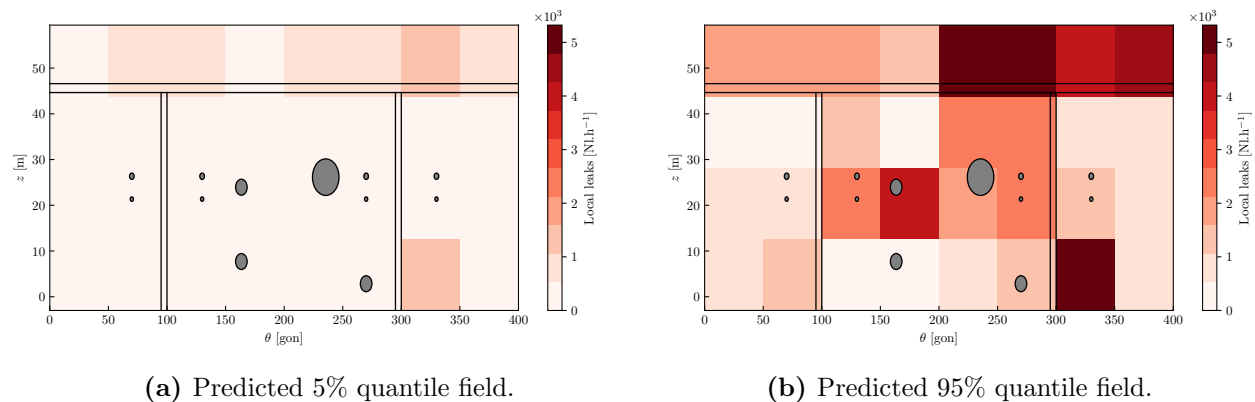 ×10³
×10³
50
40
30
20
10
0
z [m]
0 50 100 150 200 250 300 350 400
θ [gon]
5
4
3
2
1
0
Local leaks [Nl.h⁻¹]
50
40
30
20
10
0
z [m]
0 50 100 150 200 250 300 350 400
θ [gon]
5
4
3
2
1
0
Local leaks [Nl.h⁻¹]
(a) Predicted 5% quantile field.
(b) Predicted 95% quantile field.